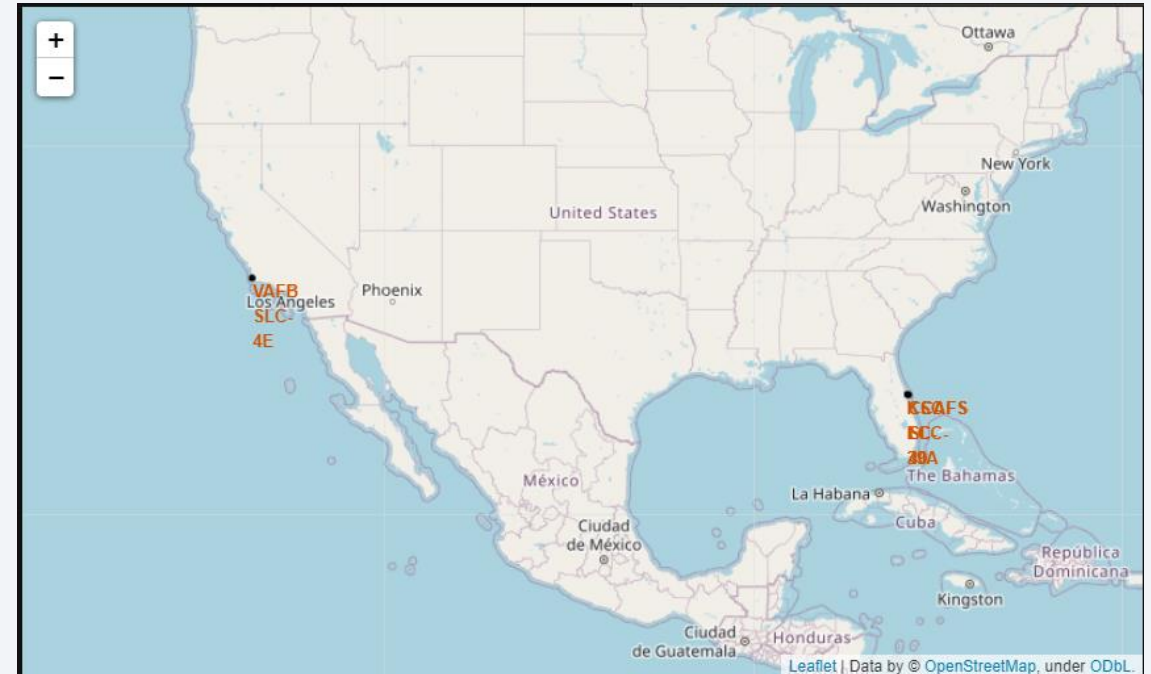 +
−
Ottawa
New York
Washington
United States
Phoenix
Los Angeles
VAFB
SLC-
4E
The Bahamas
México
La Habana
Cuba
Ciudad
de México
República
Dominicana
Kingston
Ciudad
de Guatemala
Honduras
Leaflet | Data by © OpenStreetMap, under ODbL.